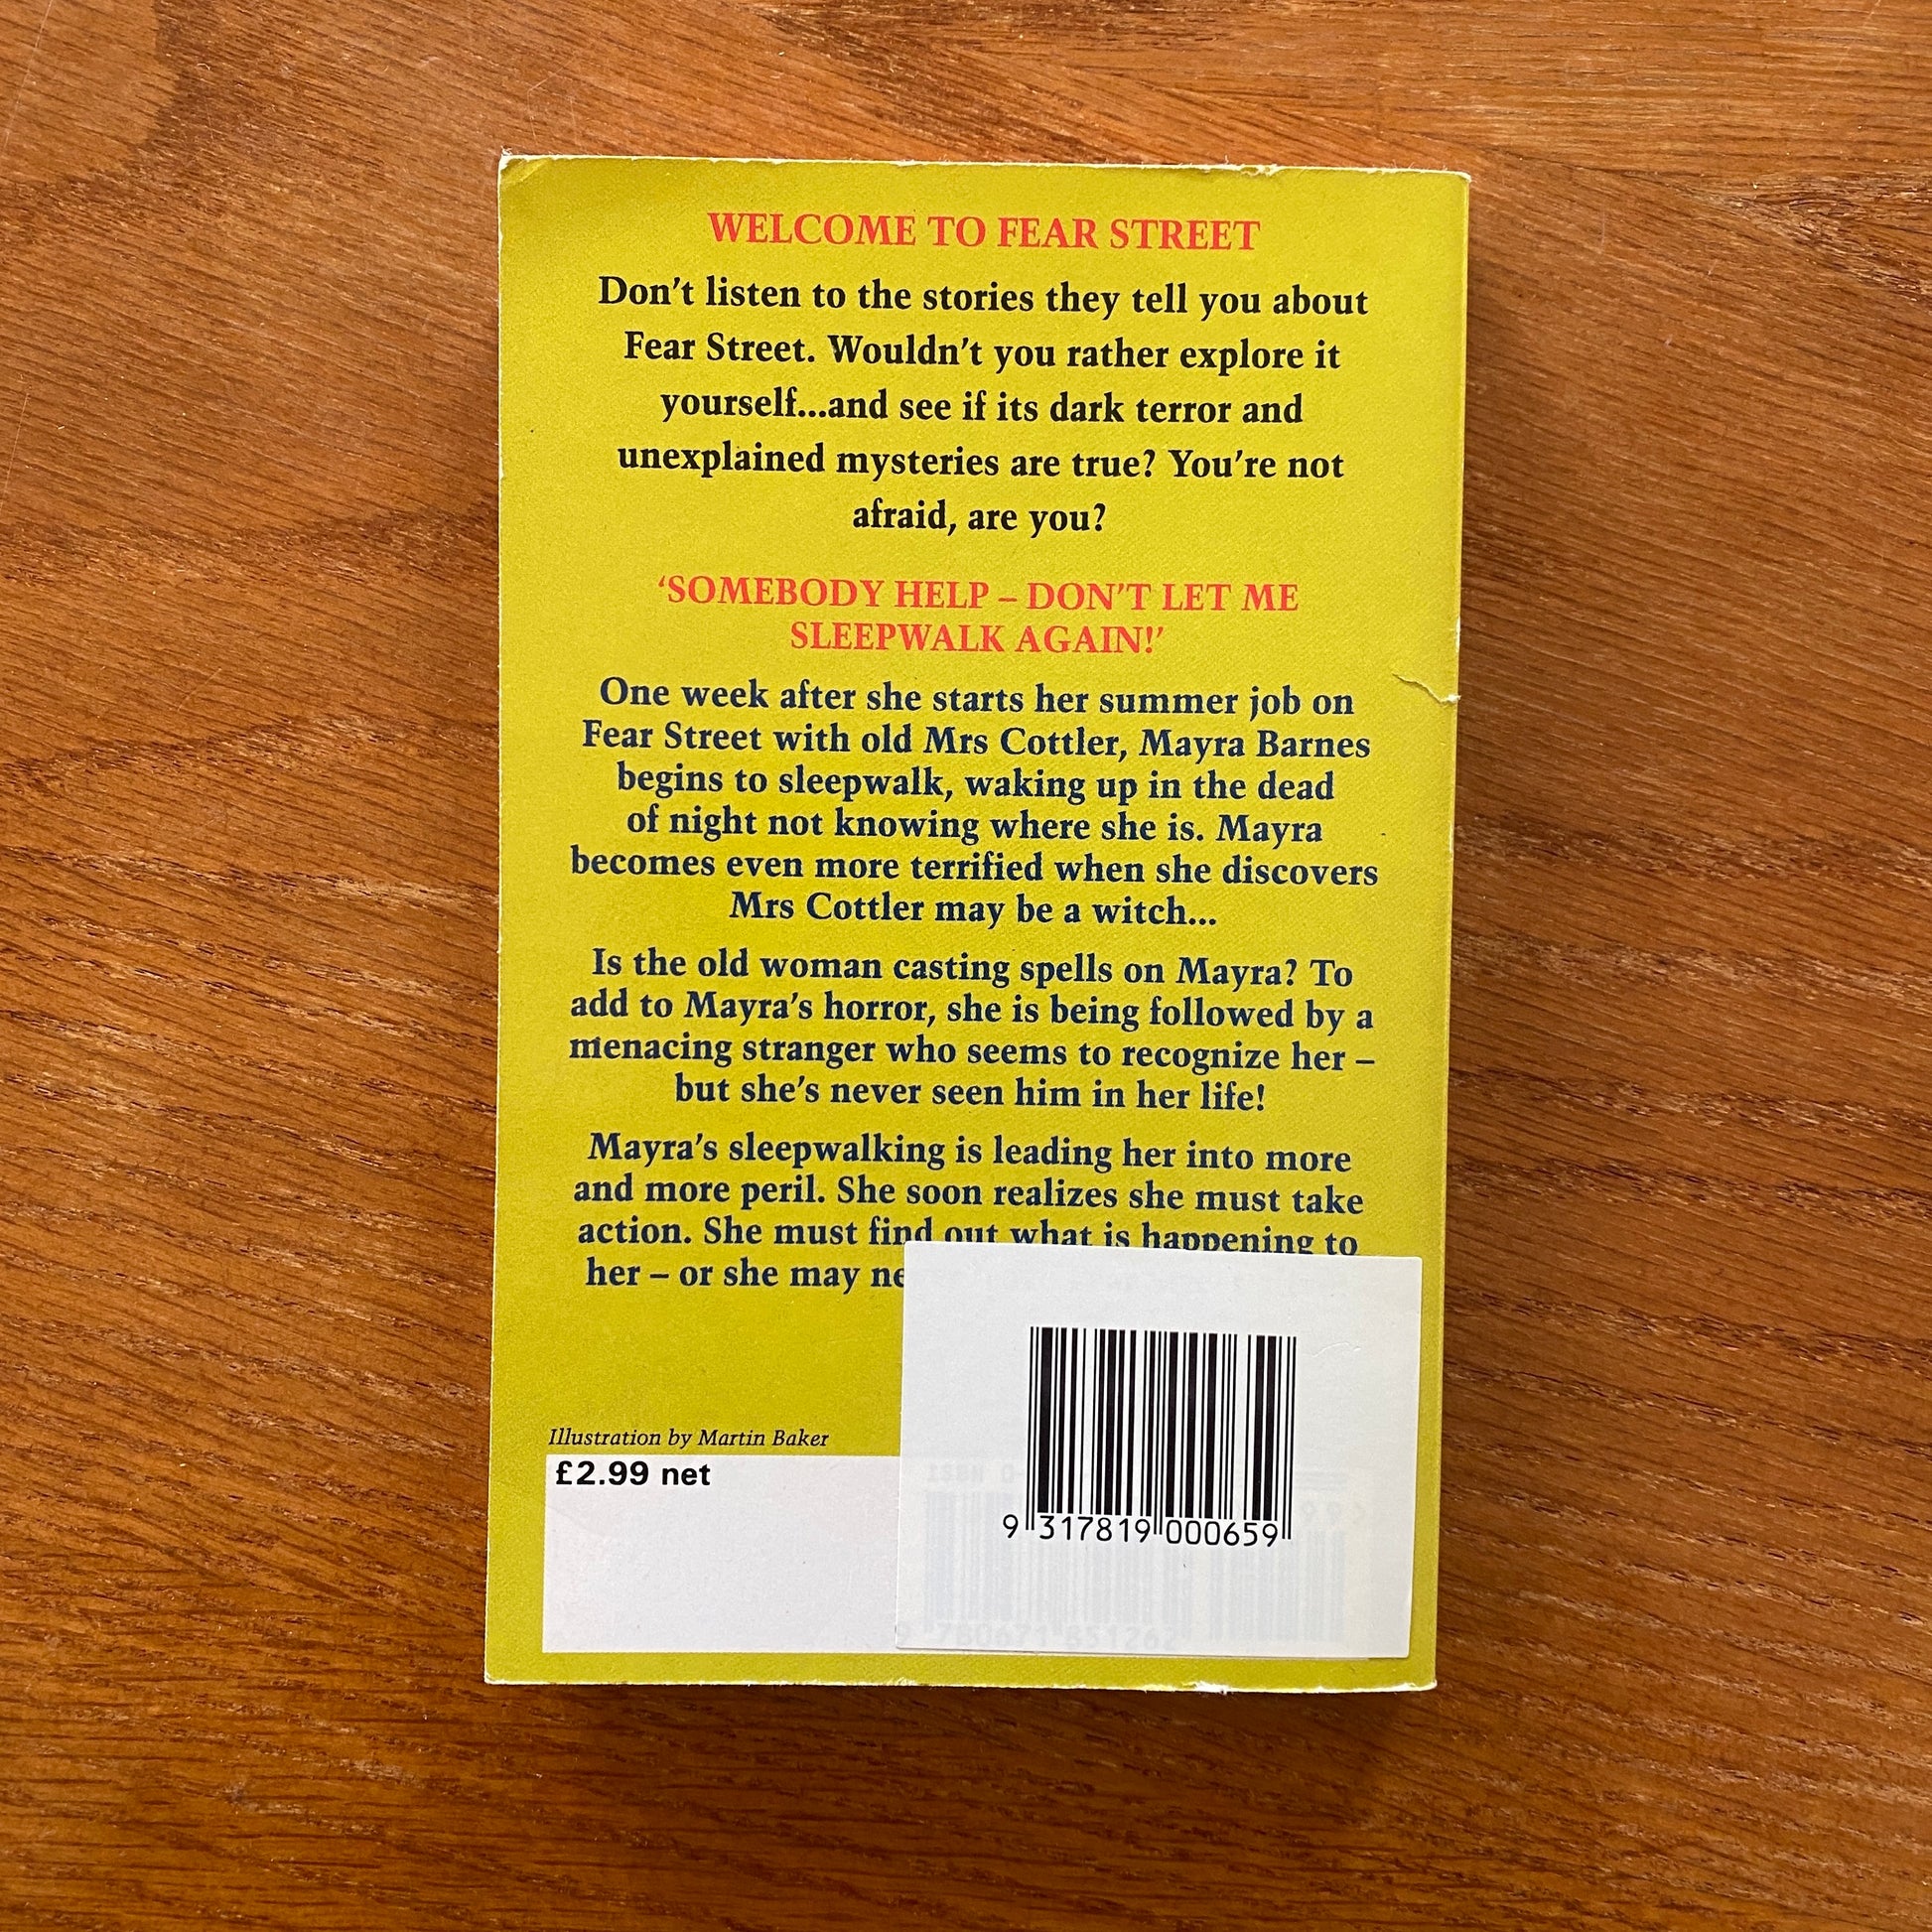 WELCOME TO FEAR STREET
Don't listen to the stories they tell you about
Fear Street. Wouldn't you rather explore it
yourself...and see if its dark terror and
unexplained mysteries are true? You're not
afraid, are you?
'SOMEBODY HELP – DON'T LET ME
SLEEPWALK AGAIN!'
One week after she starts her summer job on
Fear Street with old Mrs Cottler, Mayra Barnes
begins to sleepwalk, waking up in the dead
of night not knowing where she is. Mayra
becomes even more terrified when she discovers
Mrs Cottler may be a witch...
Is the old woman casting spells on Mayra? To
add to Mayra's horror, she is being followed by a
menacing stranger who seems to recognize her –
but she's never seen him in her life!
Mayra's sleepwalking is leading her into more
and more peril. She soon realizes she must take
action. She must find out what is happening to
her – or she may
Illustration by Martin Baker
£2.99 net
ISBN
9 317819 000659
9 780671 851262